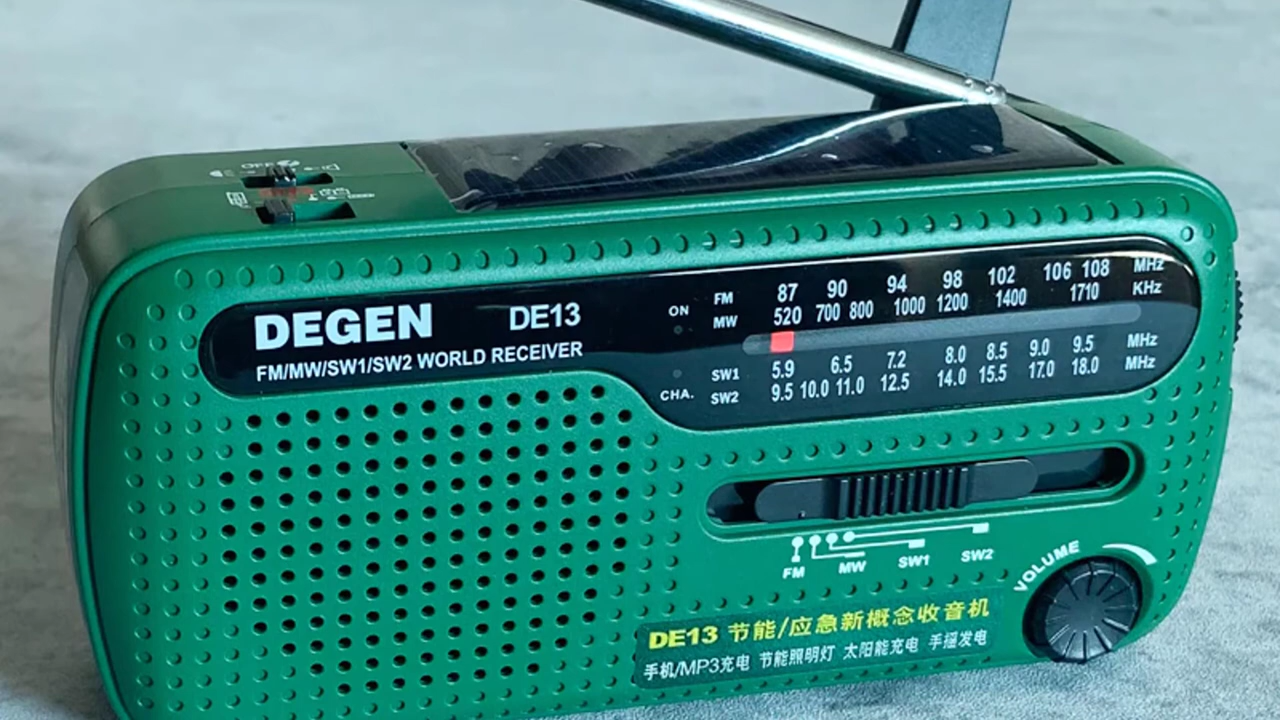 OFF
DEGEN DE13
FM/MW/SW1/SW2 WORLD RECEIVER
ON
CHA.
FM 87 90 94 98 102 106 108 MHz
MW 520 700 800 1000 1200 1400 1710 KHz
SW1 5.9 6.5 7.2 8.0 8.5 9.0 9.5 MHz
SW2 9.5 10.0 11.0 12.5 14.0 15.5 17.0 18.0 MHz
FM MW SW1 SW2
VOLUME
DE13 节能/应急新概念收音机
手机/MP3充电 节能照明灯 太阳能充电 手摇发电